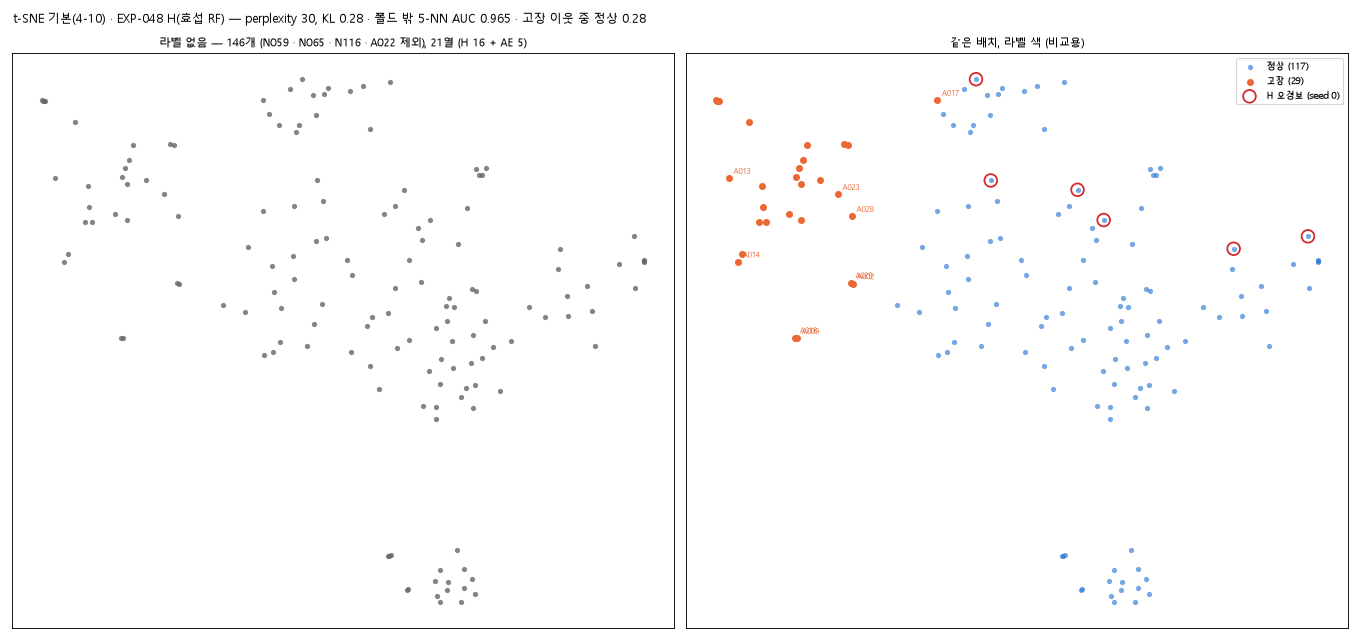 t-SNE 기본(4-10) · EXP-048 H(호섭 RF) — perplexity 30, KL 0.28 · 폴드 밖 5-NN AUC 0.965 · 고장 이웃 중 정상 0.28
라벨 없음 — 146개 (N059 · N065 · N116 · A022 제외), 21열 (H 16 + AE 5)
같은 배치, 라벨 색 (비교용)
정상 (117)
고장 (29)
H 오경보 (seed 0)
A017
A013
A023
A028
A014